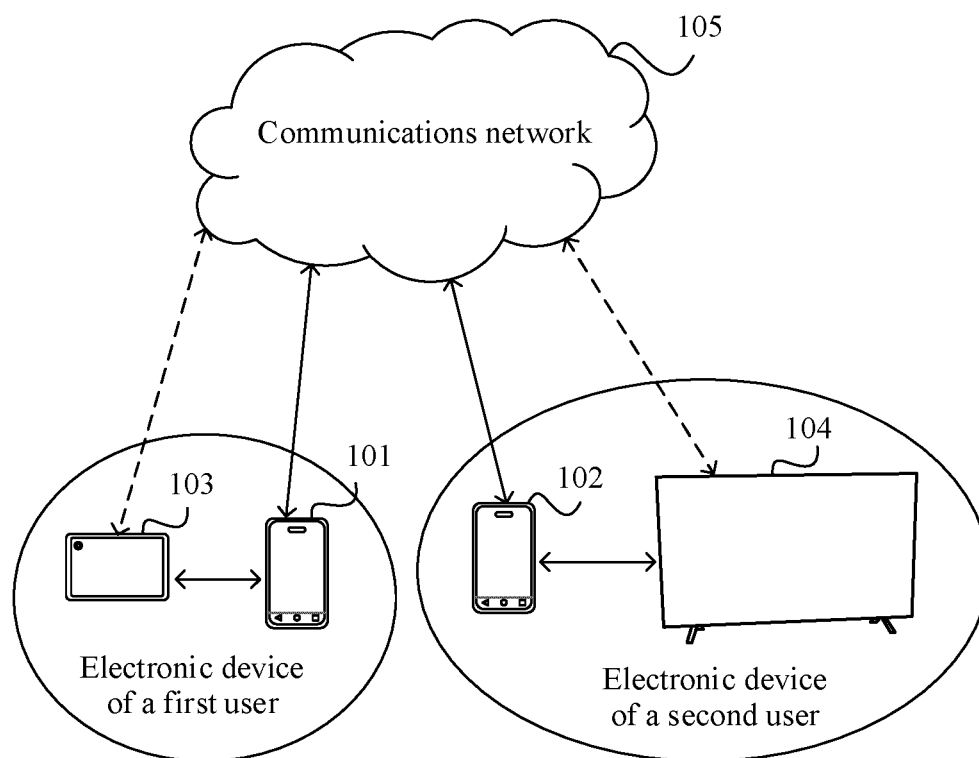 105
Communications network
101
103
102
104
Electronic device
of a first user
Electronic device
of a second user